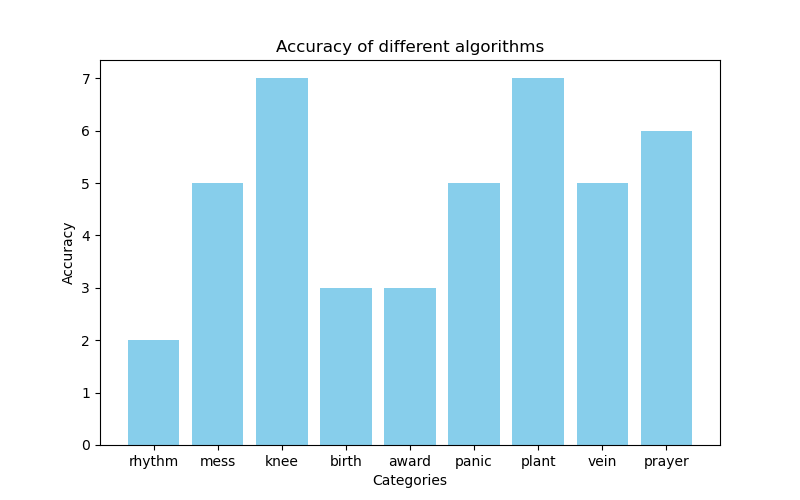 Accuracy of different algorithms
Accuracy
7
6
5
4
3
2
1
0
rhythm mess knee birth award panic plant vein prayer
Categories